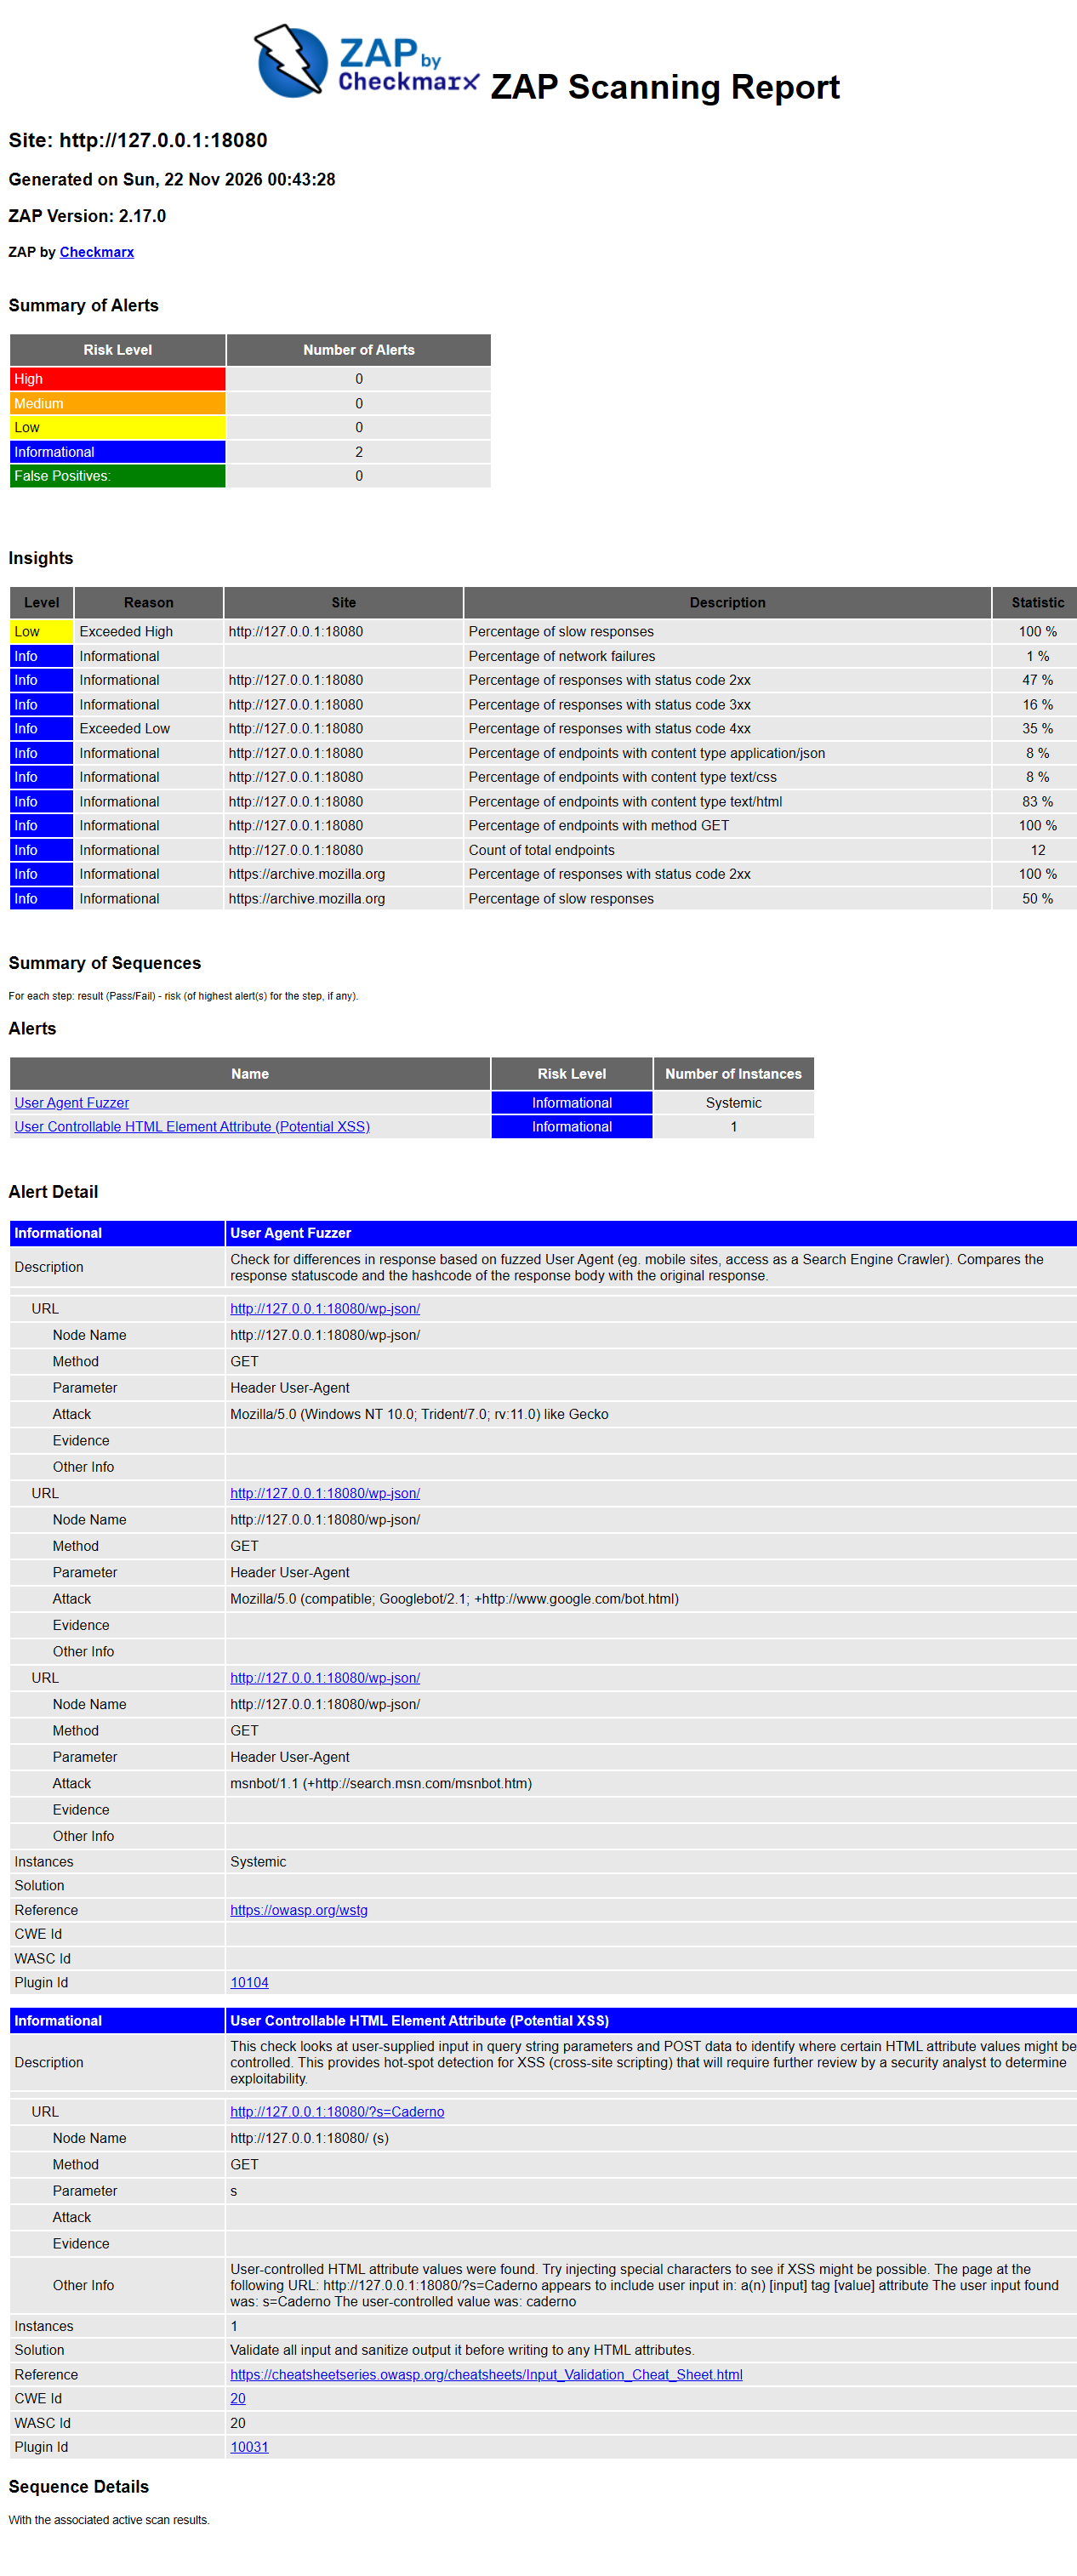 ZAP by
Checkmarx ZAP Scanning Report
Site: http://127.0.0.1:18080
Generated on Sun, 22 Nov 2026 00:43:28
ZAP Version: 2.17.0
ZAP by Checkmarx
Summary of Alerts
Risk Level Number of Alerts
High 0
Medium 0
Low 0
Informational 2
False Positives: 0
Insights
Level Reason Site Description Statistic
Low Exceeded High http://127.0.0.1:18080 Percentage of slow responses 100 %
Info Informational Percentage of network failures 1 %
Info Informational http://127.0.0.1:18080 Percentage of responses with status code 2xx 47 %
Info Informational http://127.0.0.1:18080 Percentage of responses with status code 3xx 16 %
Info Exceeded Low http://127.0.0.1:18080 Percentage of responses with status code 4xx 35 %
Info Informational http://127.0.0.1:18080 Percentage of endpoints with content type application/json 8 %
Info Informational http://127.0.0.1:18080 Percentage of endpoints with content type text/css 8 %
Info Informational http://127.0.0.1:18080 Percentage of endpoints with content type text/html 83 %
Info Informational http://127.0.0.1:18080 Percentage of endpoints with method GET 100 %
Info Informational http://127.0.0.1:18080 Count of total endpoints 12
Info Informational https://archive.mozilla.org Percentage of responses with status code 2xx 100 %
Info Informational https://archive.mozilla.org Percentage of slow responses 50 %
Summary of Sequences
For each step: result (Pass/Fail) - risk (of highest alert(s) for the step, if any).
Alerts
Name Risk Level Number of Instances
User Agent Fuzzer Informational Systemic
User Controllable HTML Element Attribute (Potential XSS) Informational 1
Alert Detail
Informational User Agent Fuzzer
Description Check for differences in response based on fuzzed User Agent (eg. mobile sites, access as a Search Engine Crawler). Compares the
response statuscode and the hashcode of the response body with the original response.
URL http://127.0.0.1:18080/wp-json/
Node Name http://127.0.0.1:18080/wp-json/
Method GET
Parameter Header User-Agent
Attack Mozilla/5.0 (Windows NT 10.0; Trident/7.0; rv:11.0) like Gecko
Evidence
Other Info
URL http://127.0.0.1:18080/wp-json/
Node Name http://127.0.0.1:18080/wp-json/
Method GET
Parameter Header User-Agent
Attack Mozilla/5.0 (compatible; Googlebot/2.1; +http://www.google.com/bot.html)
Evidence
Other Info
URL http://127.0.0.1:18080/wp-json/
Node Name http://127.0.0.1:18080/wp-json/
Method GET
Parameter Header User-Agent
Attack msnbot/1.1 (+http://search.msn.com/msnbot.htm)
Evidence
Other Info
Instances Systemic
Solution
Reference https://owasp.org/wstg
CWE Id
WASC Id
Plugin Id 10104
Informational User Controllable HTML Element Attribute (Potential XSS)
Description This check looks at user-supplied input in query string parameters and POST data to identify where certain HTML attribute values might be
controlled. This provides hot-spot detection for XSS (cross-site scripting) that will require further review by a security analyst to determine
exploitability.
URL http://127.0.0.1:18080/?s=Caderno
Node Name http://127.0.0.1:18080/ (s)
Method GET
Parameter s
Attack
Evidence
Other Info User-controlled HTML attribute values were found. Try injecting special characters to see if XSS might be possible. The page at the
following URL: http://127.0.0.1:18080/?s=Caderno appears to include user input in: a(n) [input] tag [value] attribute The user input found
was: s=Caderno The user-controlled value was: caderno
Instances 1
Solution Validate all input and sanitize output it before writing to any HTML attributes.
Reference https://cheatsheetseries.owasp.org/cheatsheets/Input_Validation_Cheat_Sheet.html
CWE Id 20
WASC Id 20
Plugin Id 10031
Sequence Details
With the associated active scan results.